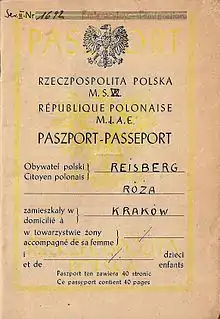 Ser. II Nr. 1692
PASZPORT
RZECZPOSPOLITA POLSKA
M.S.Z.
RÉPUBLIQUE POLONAISE
M.A.E.
PASZPORT-PASSEPORT
Obywatel polski REISBERG
Citoyen polonais
RÓZA
zamieszkały w KRAKÓW
domicilié à
w towarzystwie żony
accompagné de sa femme
i dzieci
et de enfants
Paszport ten zawiera 40 stronic
Ce passeport contient 40 pages